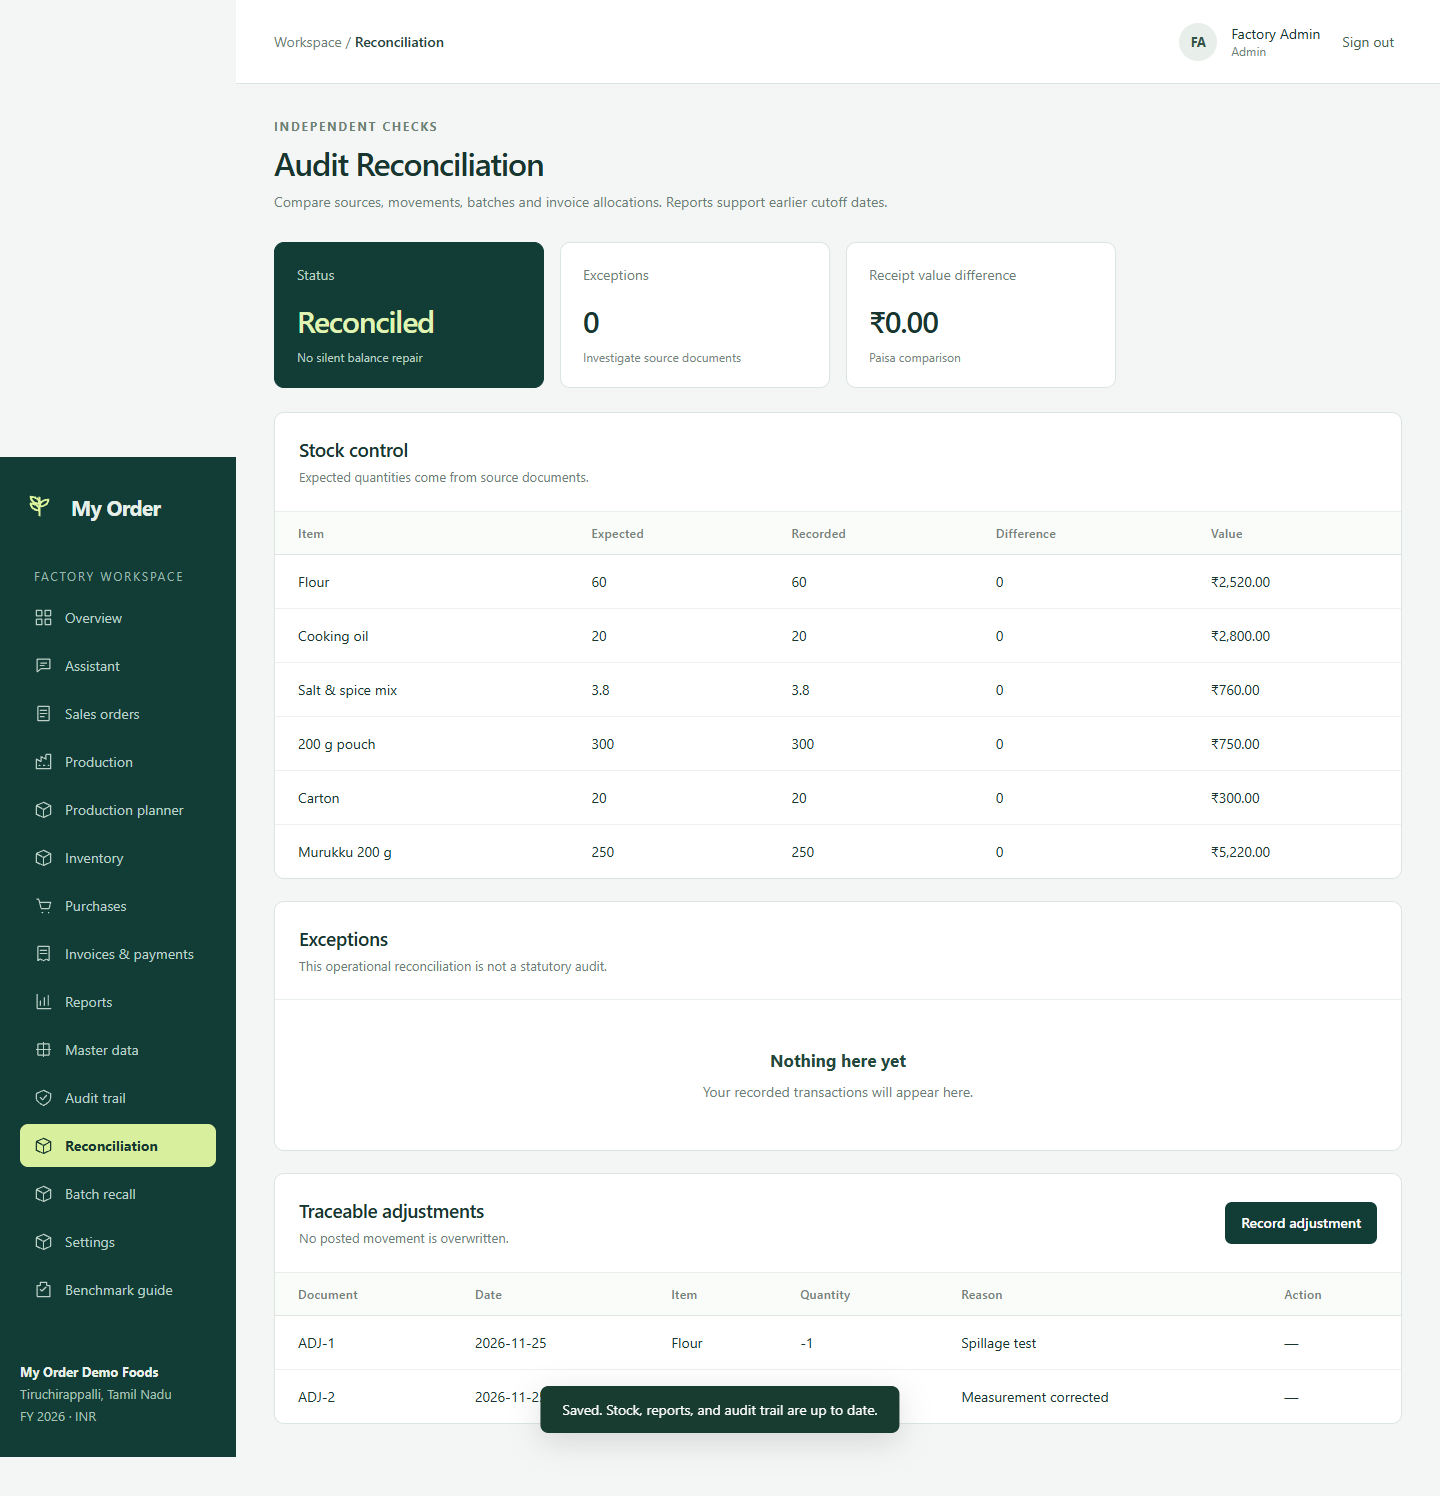 Workspace / Reconciliation
FA
Factory Admin
Admin
Sign out
INDEPENDENT CHECKS
Audit Reconciliation
Compare sources, movements, batches and invoice allocations. Reports support earlier cutoff dates.
Status
Reconciled
No silent balance repair
Exceptions
0
Investigate source documents
Receipt value difference
₹0.00
Paisa comparison
My Order
FACTORY WORKSPACE
Overview
Assistant
Sales orders
Production
Production planner
Inventory
Purchases
Invoices & payments
Reports
Master data
Audit trail
Reconciliation
Batch recall
Settings
Benchmark guide
My Order Demo Foods
Tiruchirappalli, Tamil Nadu
FY 2026 · INR
Stock control
Expected quantities come from source documents.
Item Expected Recorded Difference Value
Flour 60 60 0 ₹2,520.00
Cooking oil 20 20 0 ₹2,800.00
Salt & spice mix 3.8 3.8 0 ₹760.00
200 g pouch 300 300 0 ₹750.00
Carton 20 20 0 ₹300.00
Murukku 200 g 250 250 0 ₹5,220.00
Exceptions
This operational reconciliation is not a statutory audit.
Nothing here yet
Your recorded transactions will appear here.
Traceable adjustments
No posted movement is overwritten.
Record adjustment
Document Date Item Quantity Reason Action
ADJ-1 2026-11-25 Flour -1 Spillage test —
ADJ-2 Measurement corrected —
Saved. Stock, reports, and audit trail are up to date.